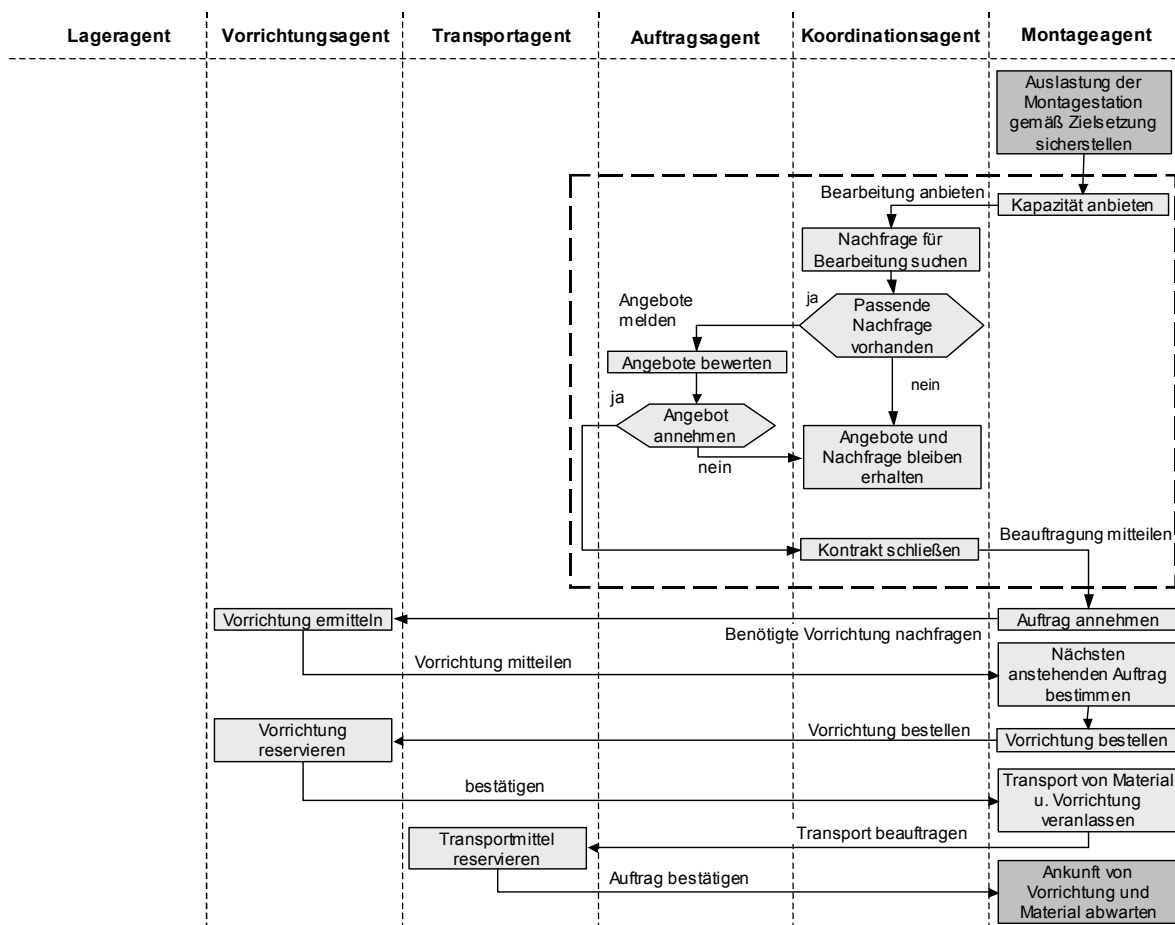 Lageragent
Vorrichtungsagent
Transportagent
Auftragsagent
Koordinationsagent
Montageagent
Auslastung der
Montagestation
gemäß Zielsetzung
sicherstellen
Bearbeitung anbieten
Kapazität anbieten
Nachfrage für
Bearbeitung suchen
Angebote
melden
ja
Passende
Nachfrage
vorhanden
Angebote bewerten
nein
ja
Angebot
annehmen
nein
Angebote und
Nachfrage bleiben
erhalten
Beauftragung mitteilen
Kontrakt schließen
Vorrichtung ermitteln
Auftrag annehmen
Benötigte Vorrichtung nachfragen
Vorrichtung mitteilen
Nächsten
anstehenden Auftrag
bestimmen
Vorrichtung
reservieren
Vorrichtung bestellen
Vorrichtung bestellen
bestätigen
Transport von Material
u. Vorrichtung
veranlassen
Transport beauftragen
Transportmittel
reservieren
Auftrag bestätigen
Ankunft von
Vorrichtung und
Material abwarten